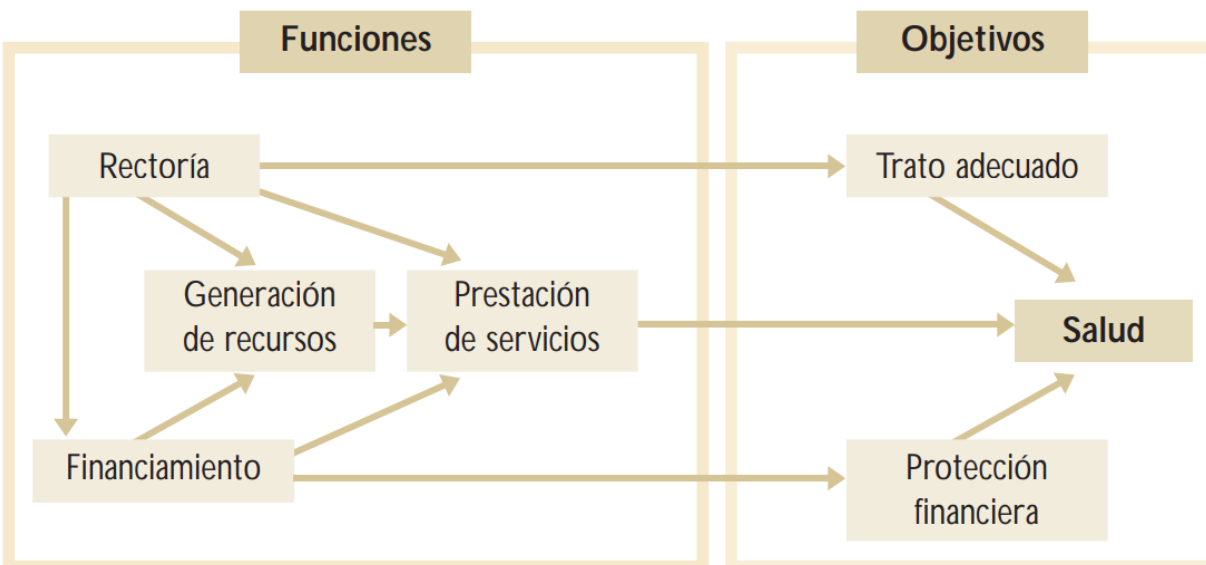 Funciones
Objetivos
Rectoría
Trato adecuado
Generación
de recursos
Prestación
de servicios
Salud
Financiamiento
Protección
financiera